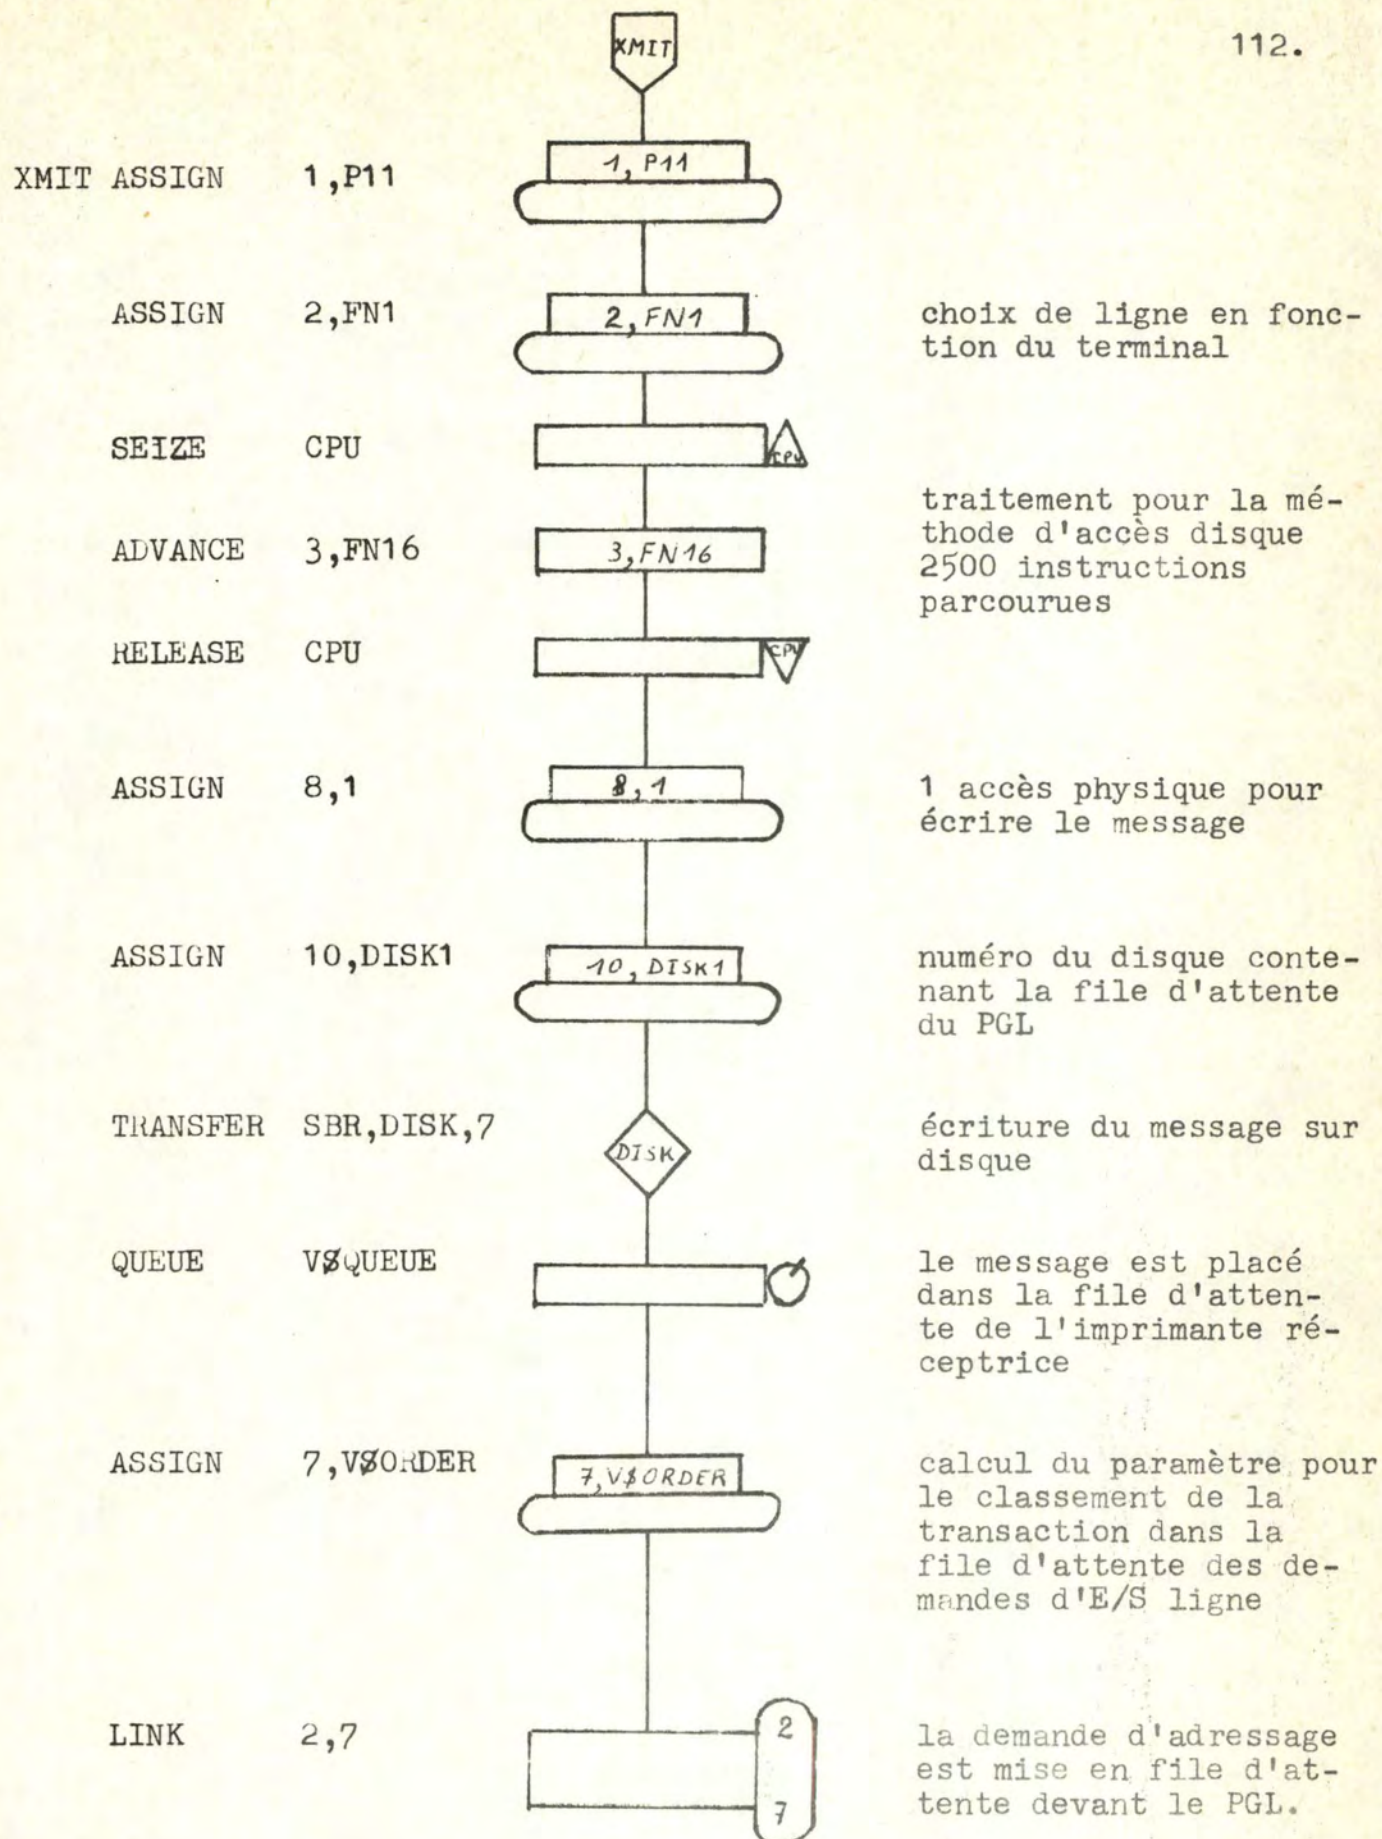 XMIT
112.
XMIT ASSIGN 1,P11
1, P11
ASSIGN 2,FN1
2, FN1
choix de ligne en fonc-
tion du terminal
SEIZE CPU
CPU
ADVANCE 3,FN16
3, FN16
traitement pour la mé-
thode d'accès disque
2500 instructions
parcourues
RELEASE CPU
CPU
ASSIGN 8,1
8, 1
1 accès physique pour
écrire le message
ASSIGN 10,DISK1
10, DISK1
numéro du disque conte-
nant la file d'attente
du PGL
TRANSFER SBR,DISK,7
DISK
écriture du message sur
disque
QUEUE V$QUEUE
le message est placé
dans la file d'atten-
te de l'imprimante ré-
ceptrice
ASSIGN 7,V$ORDER
7, V$ORDER
calcul du paramètre pour
le classement de la
transaction dans la
file d'attente des de-
mandes d'E/S ligne
LINK 2,7
2
7
la demande d'adressage
est mise en file d'at-
tente devant le PGL.